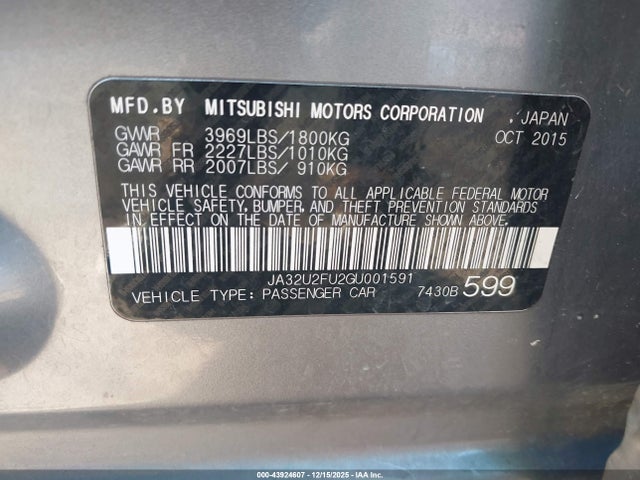 MFD.BY MITSUBISHI MOTORS CORPORATION , JAPAN
GVWR 3969LBS/1800KG OCT 2015
GAWR FR 2227LBS/1010KG
GAWR RR 2007LBS/ 910KG
THIS VEHICLE CONFORMS TO ALL APPLICABLE FEDERAL MOTOR
VEHICLE SAFETY, BUMPER, AND THEFT PREVENTION STANDARDS
IN EFFECT ON THE DATE OF MANUFACTURE SHOWN ABOVE.
JA32U2FU2GU001591
VEHICLE TYPE: PASSENGER CAR 7430B 599
000-43924607 - 12/15/2025 - IAA Inc.